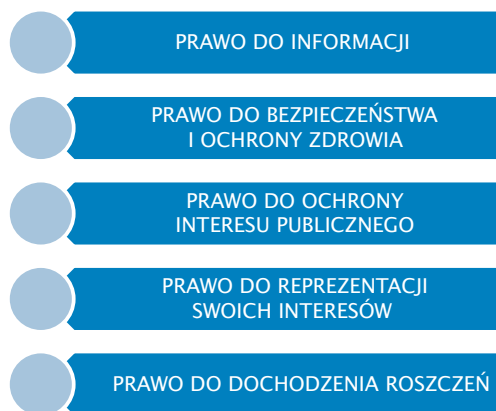 PRAWO DO INFORMACJI
PRAWO DO BEZPIECZEŃSTWA
I OCHRONY ZDROWIA
PRAWO DO OCHRONY
INTERESU PUBLICZNEGO
PRAWO DO REPREZENTACJI
SWOICH INTERESÓW
PRAWO DO DOCHODZENIA ROSZCZEŃ